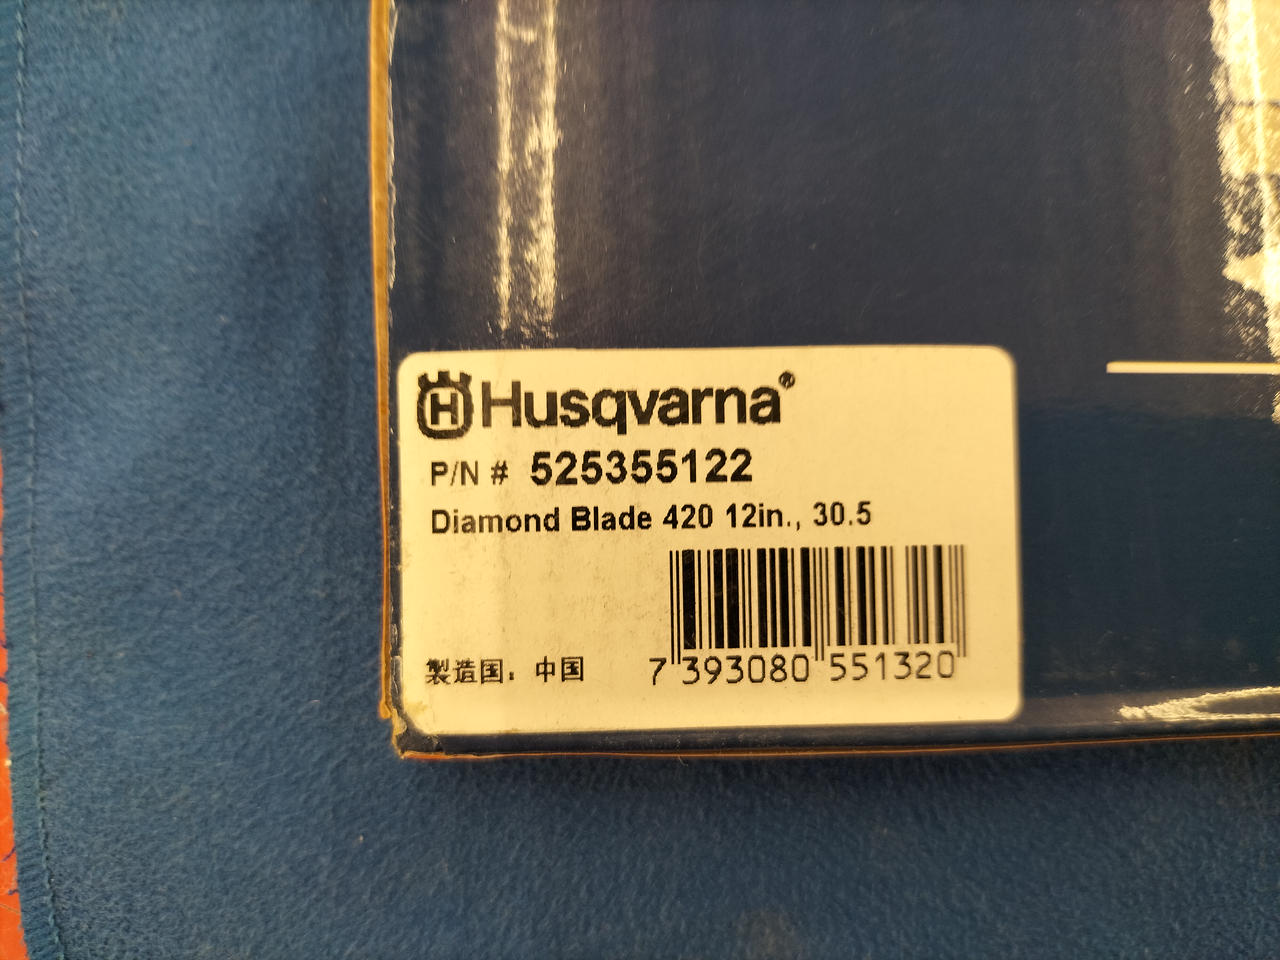 Husqvarna®
P/N # 525355122
Diamond Blade 420 12in., 30.5
製造国：中国
7 393080 551320